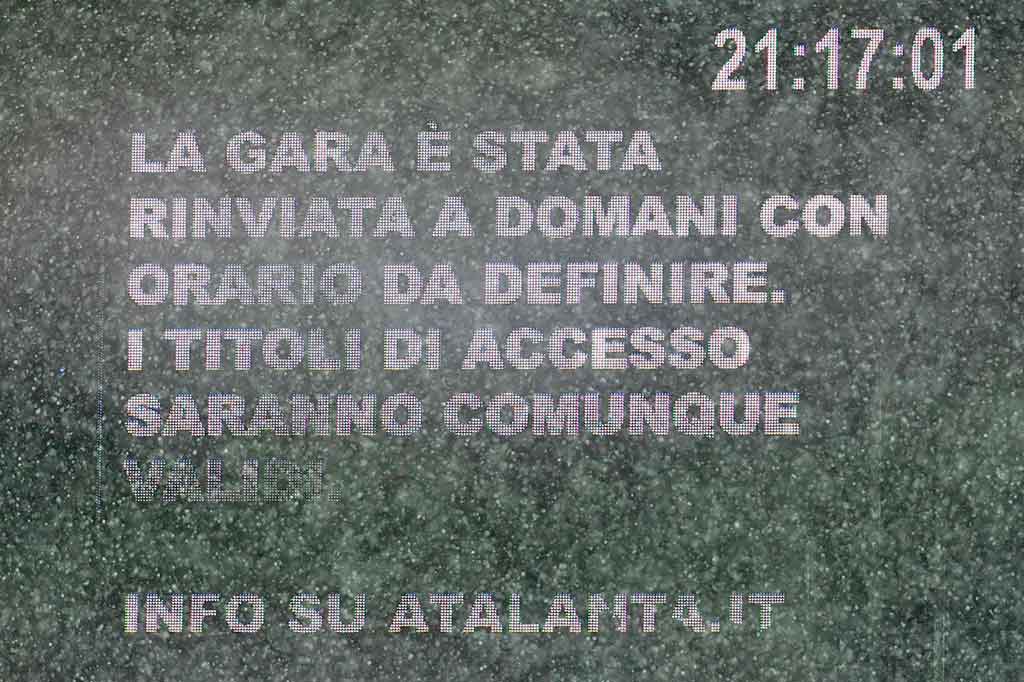 21:17:01
LA GARA È STATA
RINVIATA A DOMANI CON
ORARIO DA DEFINIRE.
I TITOLI DI ACCESSO
SARANNO COMUNQUE
VALIDI.
INFO SU ATALANTA.IT